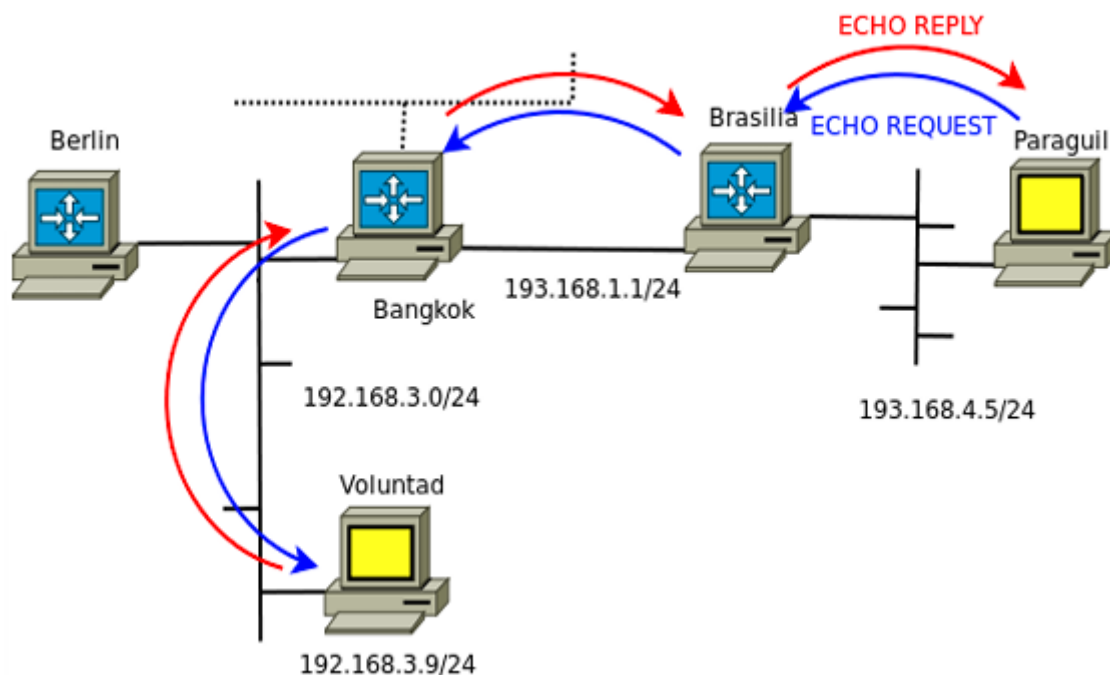 ECHO REPLY
Berlin
Brasilia
ECHO REQUEST
Paraguil
193.168.1.1/24
Bangkok
192.168.3.0/24
193.168.4.5/24
Voluntad
192.168.3.9/24